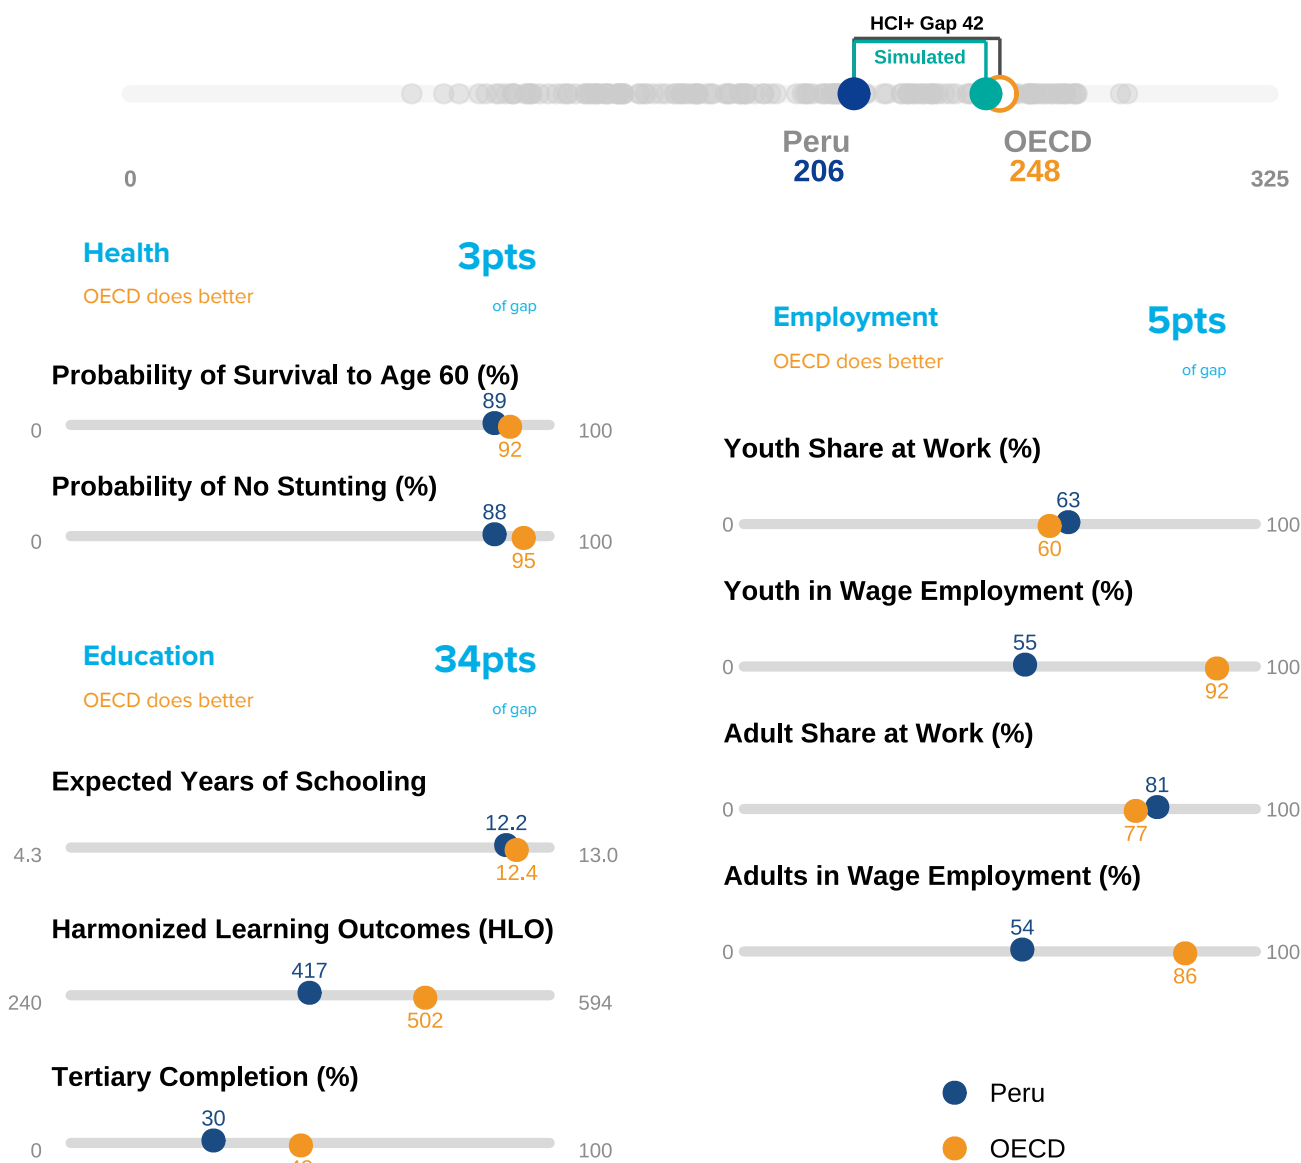 HCI+ Gap 42
Simulated
Peru
206
OECD
248
0
325
Health
3pts
OECD does better
of gap
Probability of Survival to Age 60 (%)
89
0
100
92
Probability of No Stunting (%)
88
0
100
95
Education
34pts
OECD does better
of gap
Expected Years of Schooling
12.2
4.3
13.0
12.4
Harmonized Learning Outcomes (HLO)
417
240
594
502
Tertiary Completion (%)
30
0
100
Employment
5pts
OECD does better
of gap
Youth Share at Work (%)
63
0
100
60
Youth in Wage Employment (%)
55
0
100
92
Adult Share at Work (%)
81
0
100
77
Adults in Wage Employment (%)
54
0
100
86
Peru
OECD